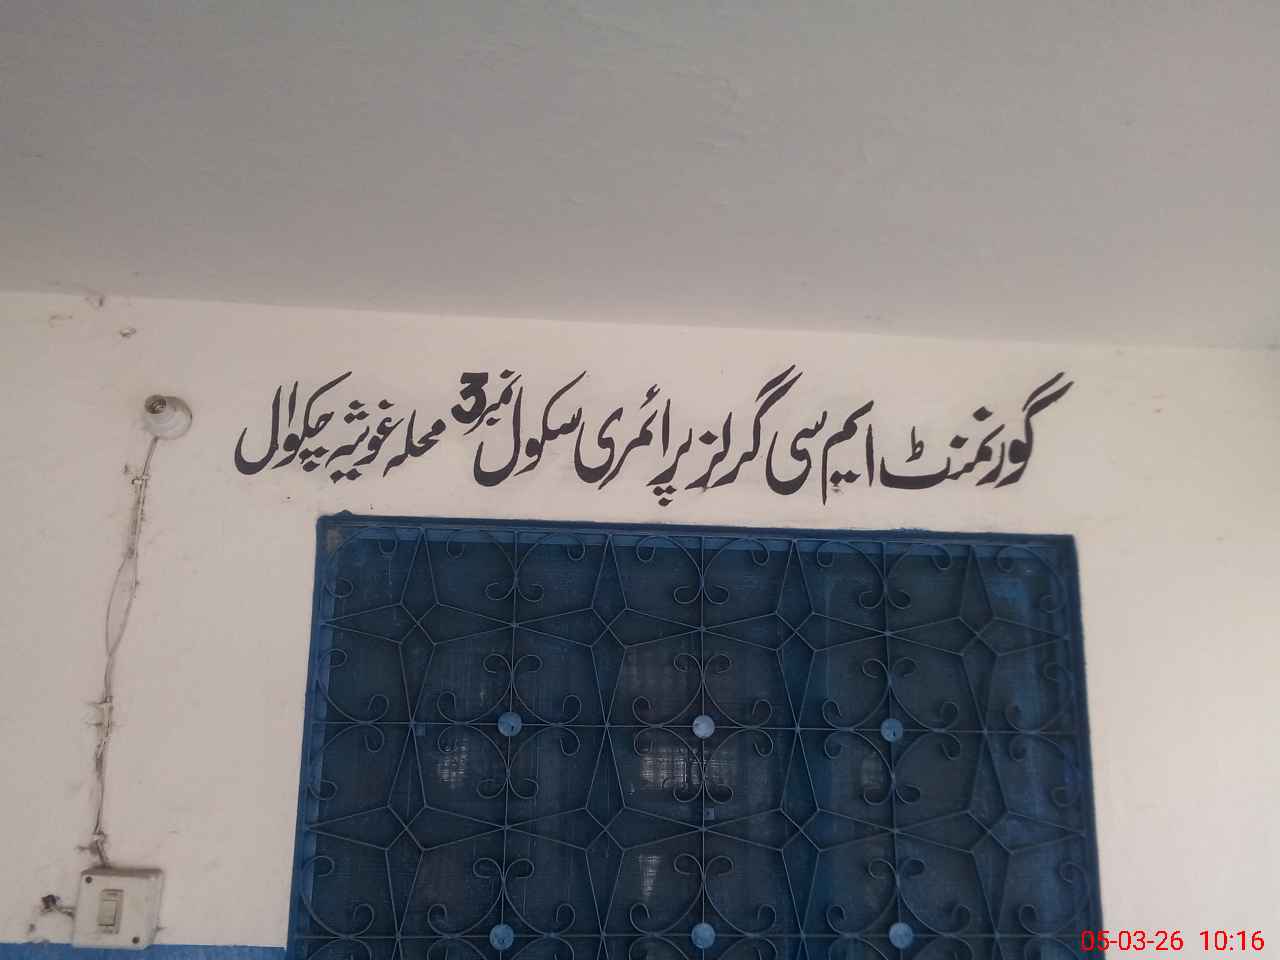 گورنمنٹ ایم سی گرلز پرائمری سکول نمبر 3 محلہ غوثیہ چکوال
05-03-26 10:16